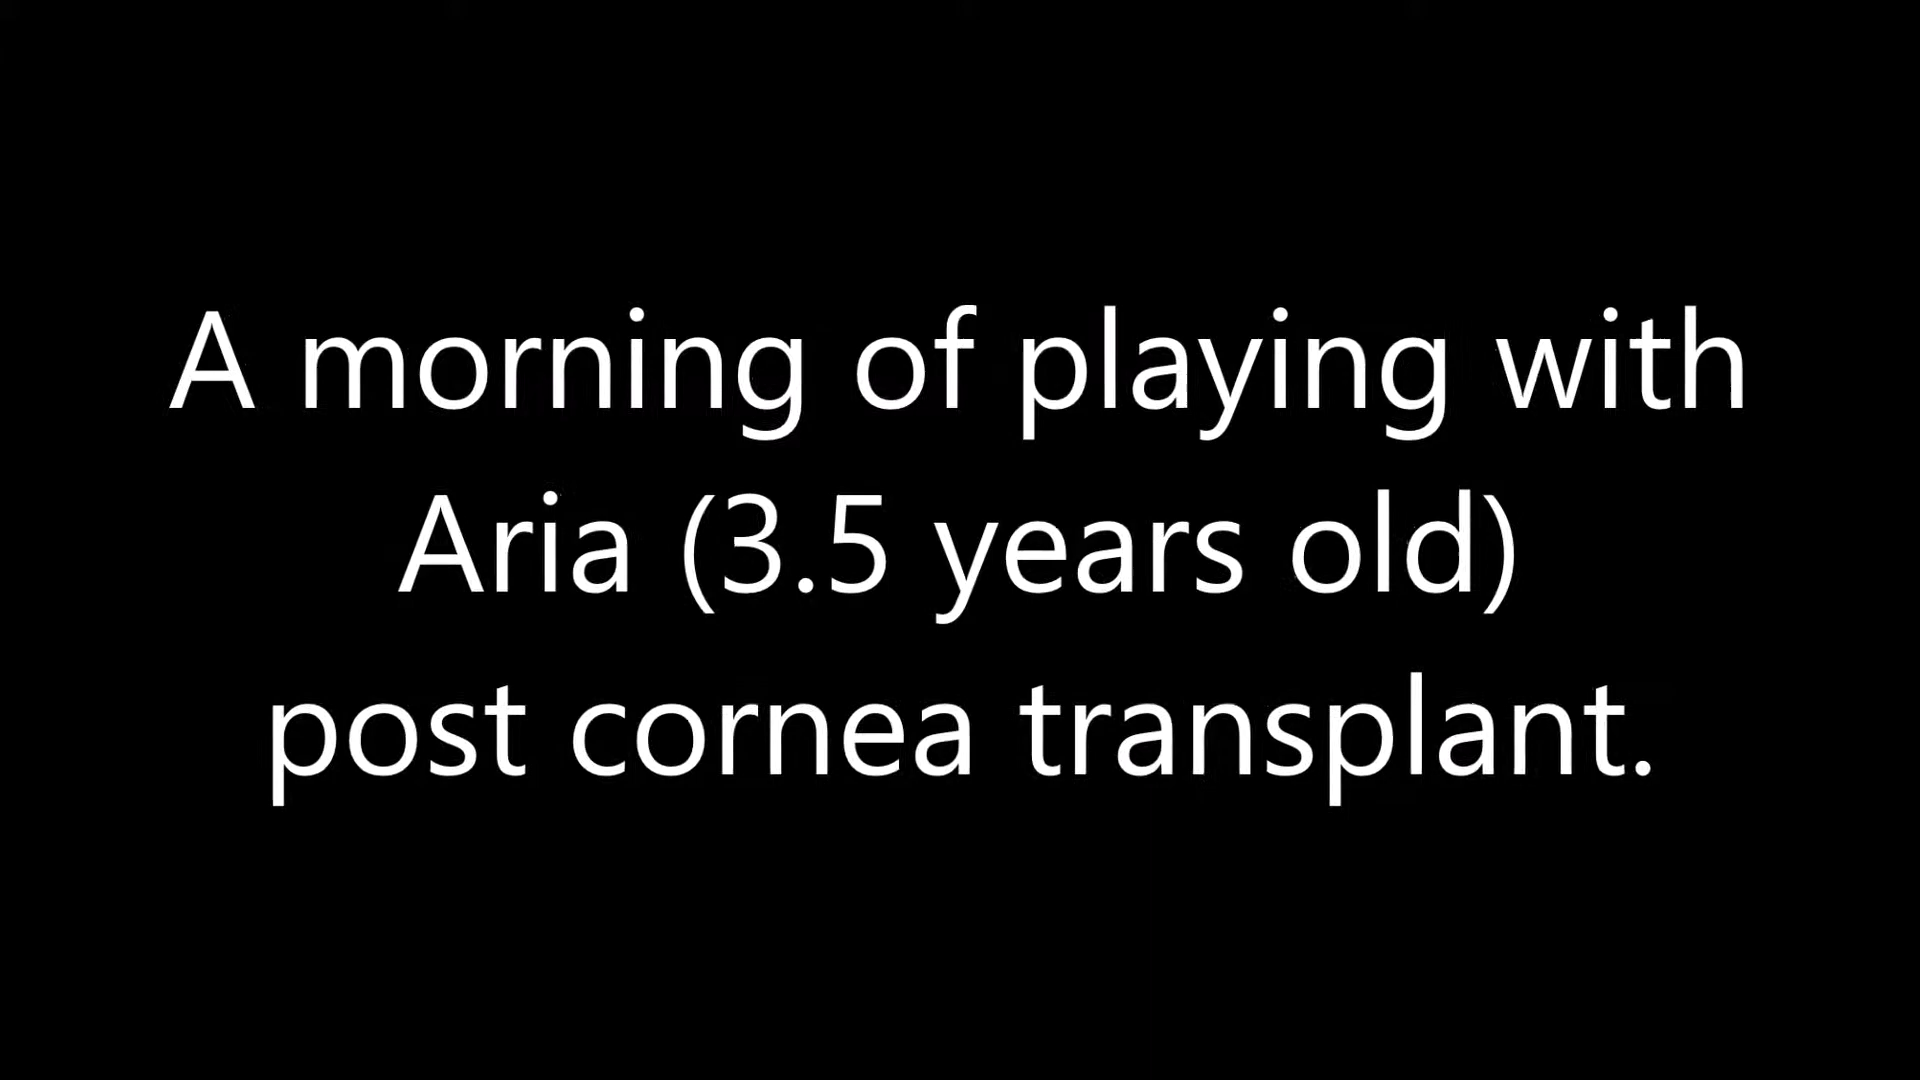 A morning of playing with
Aria (3.5 years old)
post cornea transplant.